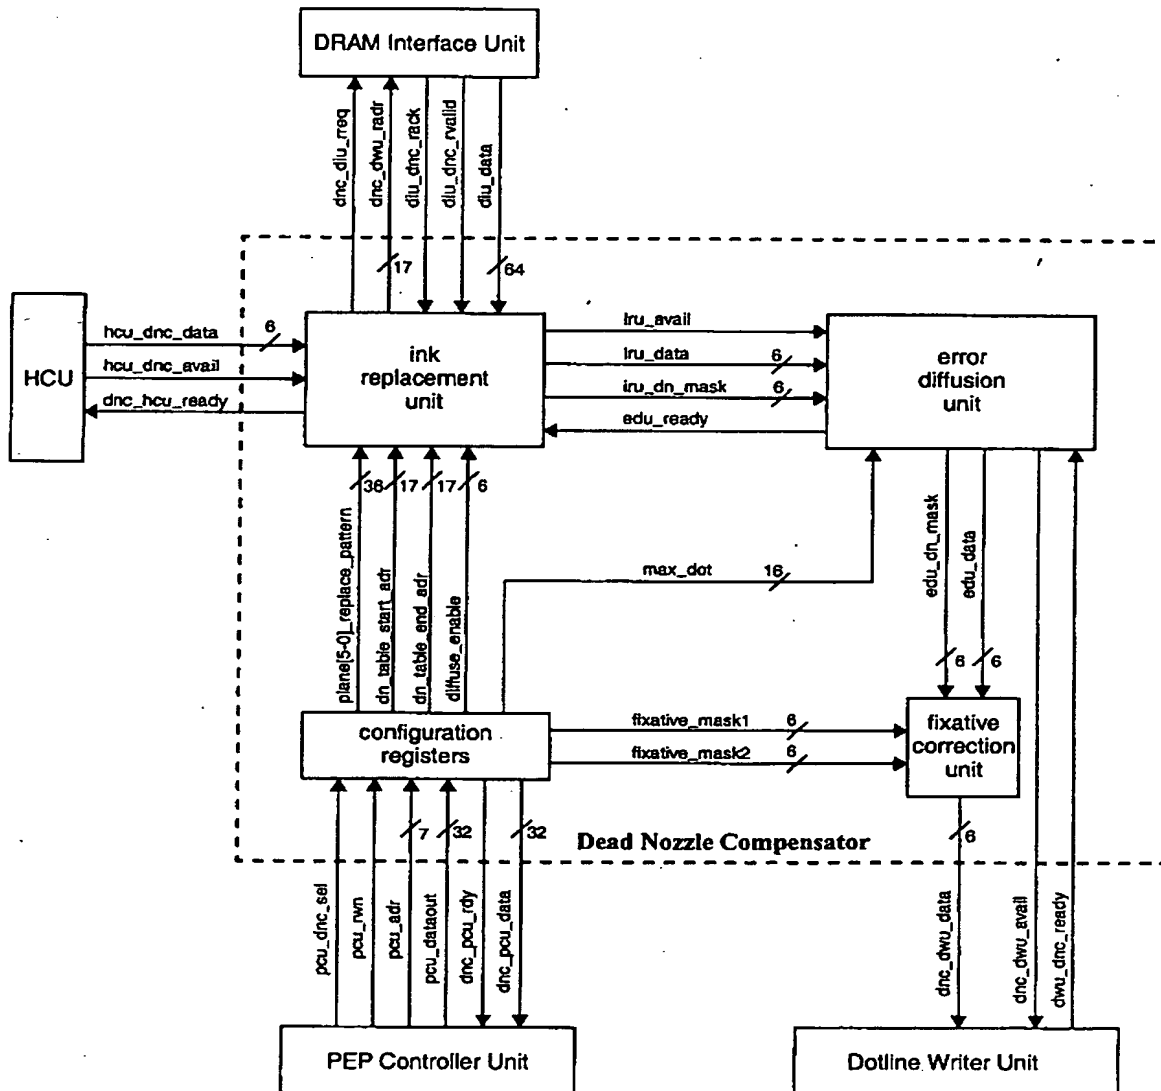 DRAM Interface Unit
dnc_diu_rreq
dnc_dwu_radr
diu_dnc_rack
diu_dnc_rvalid
diu_data
17
64
HCU
hcu_dnc_data
6
hcu_dnc_avail
dnc_hcu_ready
ink
replacement
unit
iru_avail
iru_data
6
iru_dn_mask
6
edu_ready
error
diffusion
unit
36
17
17
6
plane[5-0]_replace_pattern
dn_table_start_adr
dn_table_end_adr
diffuse_enable
max_dot
16
edu_dn_mask
edu_data
6
6
configuration
registers
fixative_mask1
6
fixative_mask2
6
fixative
correction
unit
7
32
32
Dead Nozzle Compensator
6
pcu_dnc_sel
pcu_rwn
pcu_adr
pcu_dataout
dnc_pcu_rdy
dnc_pcu_data
dnc_dwu_data
dnc_dwu_avail
dwu_dnc_ready
PEP Controller Unit
Dotline Writer Unit